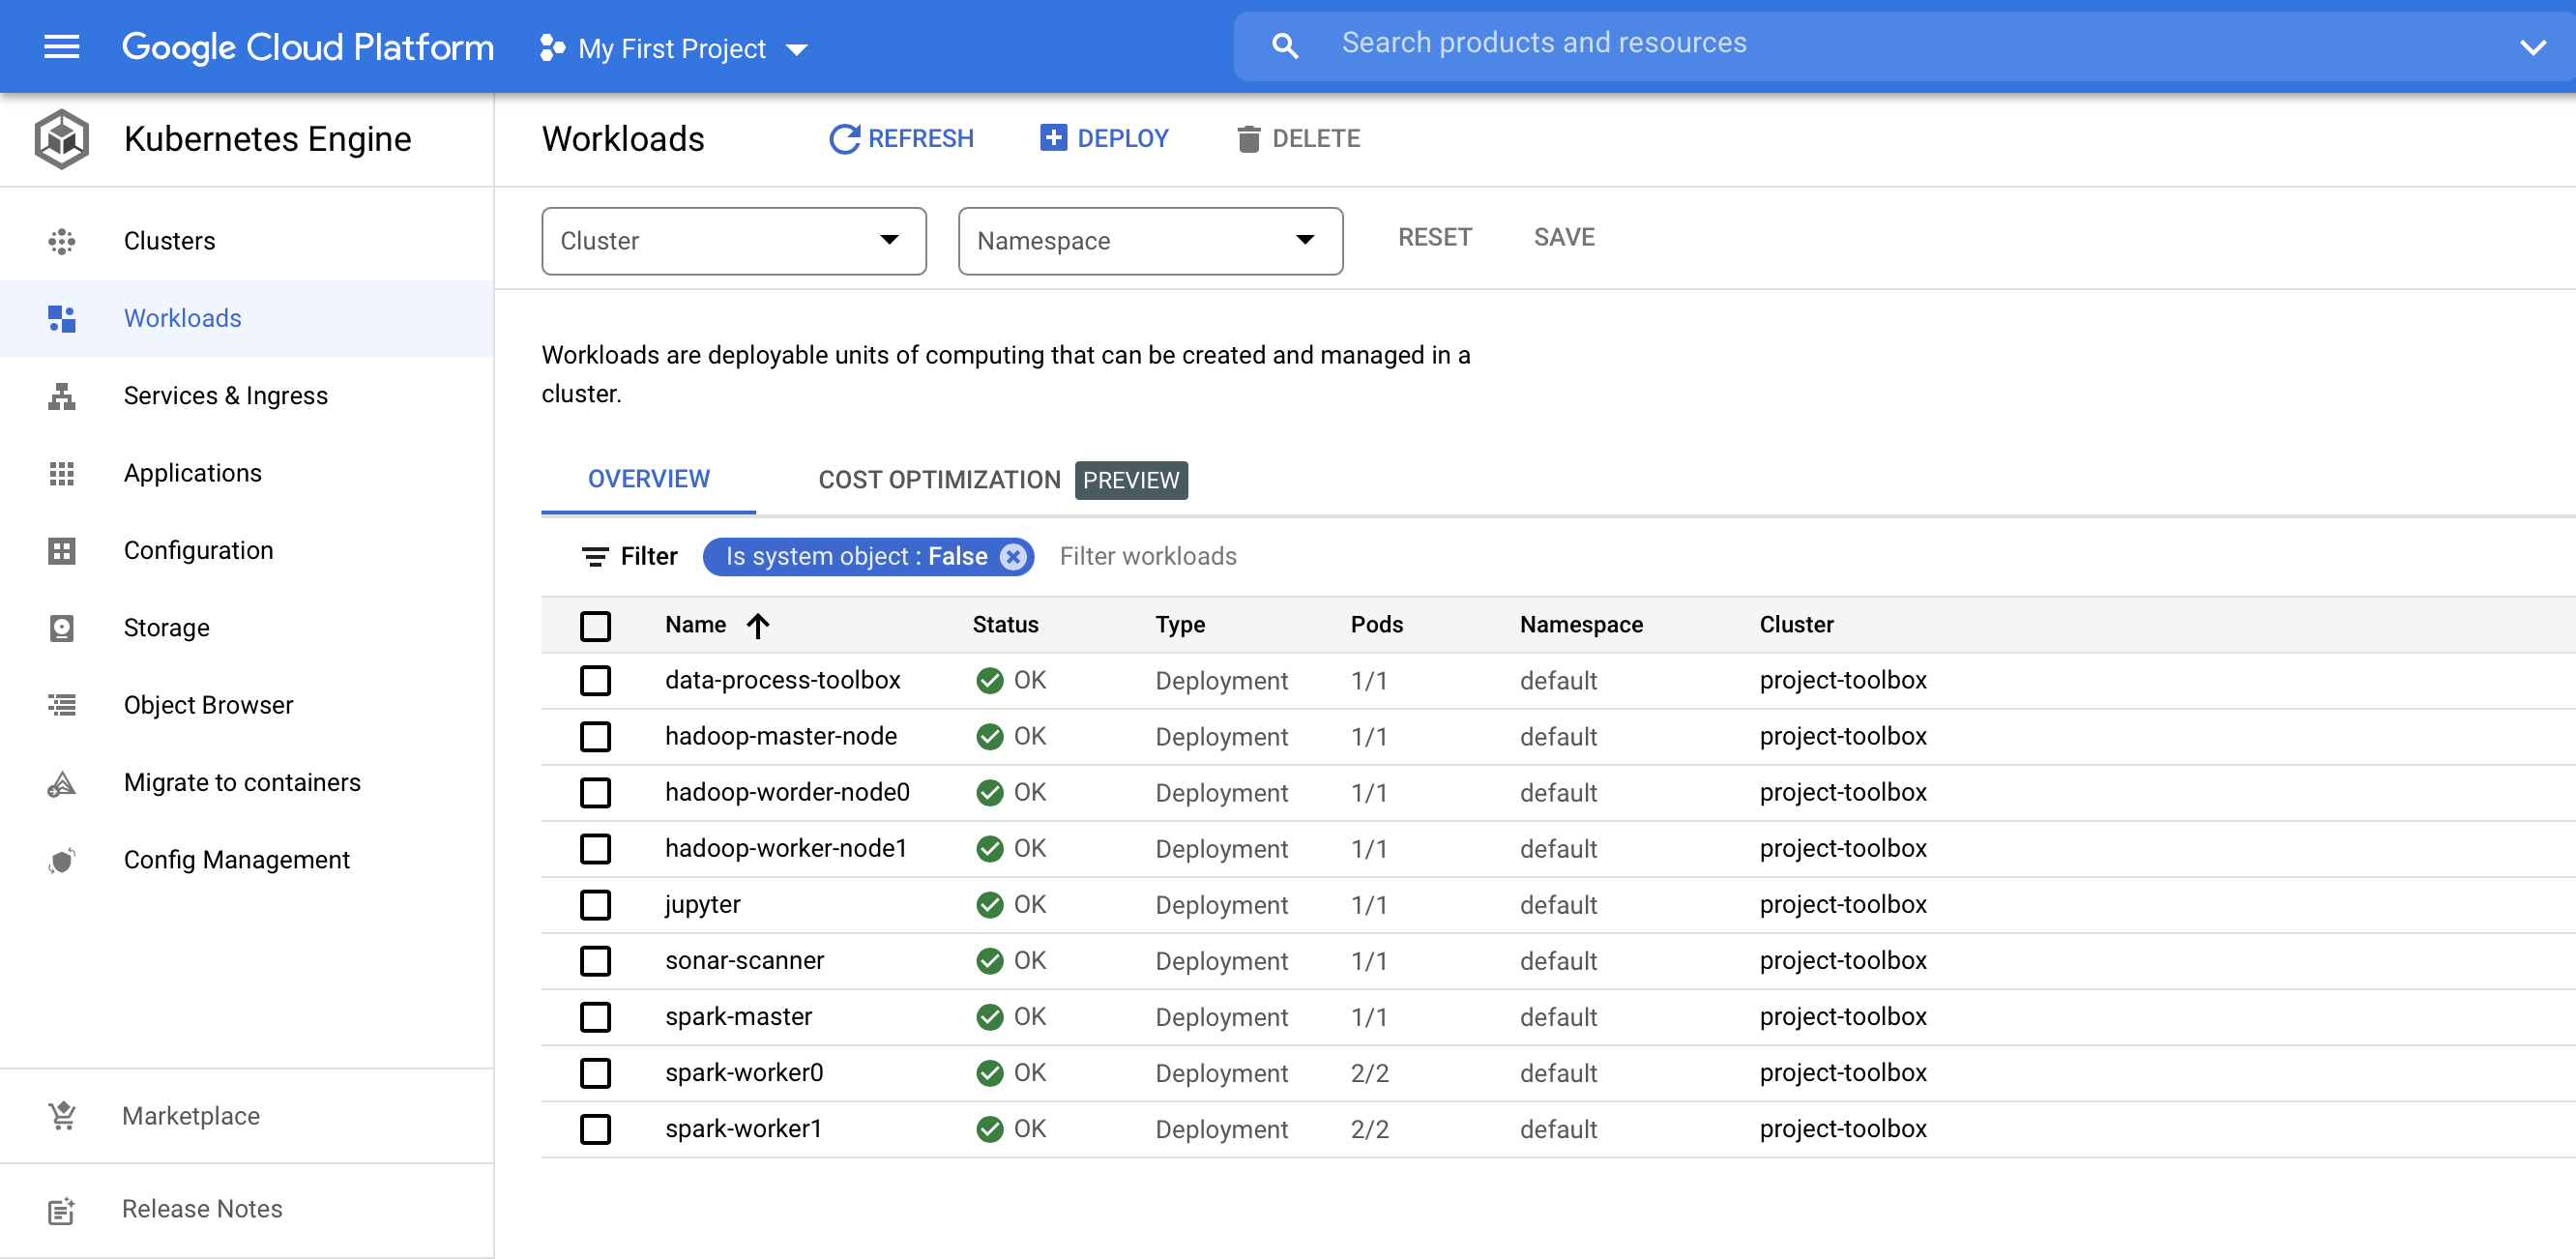 Google Cloud Platform My First Project Search products and resources
Kubernetes Engine
Clusters
Workloads
Services & Ingress
Applications
Configuration
Storage
Object Browser
Migrate to containers
Config Management
Marketplace
Release Notes
Workloads REFRESH DEPLOY DELETE
Cluster Namespace RESET SAVE
Workloads are deployable units of computing that can be created and managed in a
cluster.
OVERVIEW COST OPTIMIZATION PREVIEW
Filter Is system object : False Filter workloads
Name Status Type Pods Namespace Cluster
data-process-toolbox OK Deployment 1/1 default project-toolbox
hadoop-master-node OK Deployment 1/1 default project-toolbox
hadoop-worder-node0 OK Deployment 1/1 default project-toolbox
hadoop-worker-node1 OK Deployment 1/1 default project-toolbox
jupyter OK Deployment 1/1 default project-toolbox
sonar-scanner OK Deployment 1/1 default project-toolbox
spark-master OK Deployment 1/1 default project-toolbox
spark-worker0 OK Deployment 2/2 default project-toolbox
spark-worker1 OK Deployment 2/2 default project-toolbox